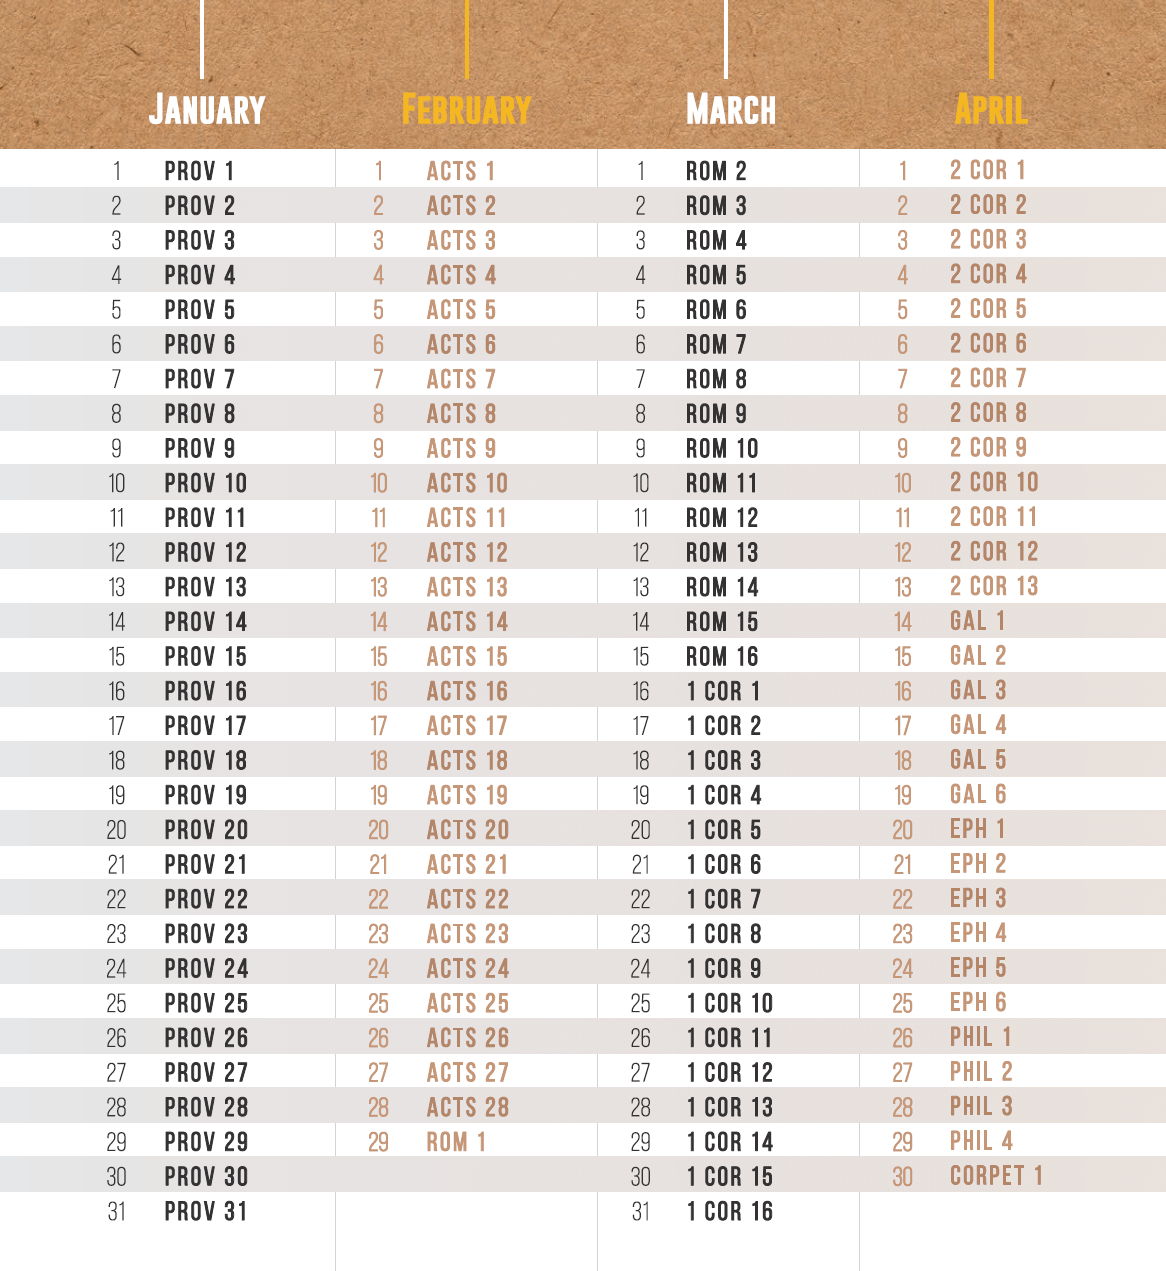 January February March April
1 PROV 1 1 ACTS 1 1 ROM 2 1 2 COR 1
2 PROV 2 2 ACTS 2 2 ROM 3 2 2 COR 2
3 PROV 3 3 ACTS 3 3 ROM 4 3 2 COR 3
4 PROV 4 4 ACTS 4 4 ROM 5 4 2 COR 4
5 PROV 5 5 ACTS 5 5 ROM 6 5 2 COR 5
6 PROV 6 6 ACTS 6 6 ROM 7 6 2 COR 6
7 PROV 7 7 ACTS 7 7 ROM 8 7 2 COR 7
8 PROV 8 8 ACTS 8 8 ROM 9 8 2 COR 8
9 PROV 9 9 ACTS 9 9 ROM 10 9 2 COR 9
10 PROV 10 10 ACTS 10 10 ROM 11 10 2 COR 10
11 PROV 11 11 ACTS 11 11 ROM 12 11 2 COR 11
12 PROV 12 12 ACTS 12 12 ROM 13 12 2 COR 12
13 PROV 13 13 ACTS 13 13 ROM 14 13 2 COR 13
14 PROV 14 14 ACTS 14 14 ROM 15 14 GAL 1
15 PROV 15 15 ACTS 15 15 ROM 16 15 GAL 2
16 PROV 16 16 ACTS 16 16 1 COR 1 16 GAL 3
17 PROV 17 17 ACTS 17 17 1 COR 2 17 GAL 4
18 PROV 18 18 ACTS 18 18 1 COR 3 18 GAL 5
19 PROV 19 19 ACTS 19 19 1 COR 4 19 GAL 6
20 PROV 20 20 ACTS 20 20 1 COR 5 20 EPH 1
21 PROV 21 21 ACTS 21 21 1 COR 6 21 EPH 2
22 PROV 22 22 ACTS 22 22 1 COR 7 22 EPH 3
23 PROV 23 23 ACTS 23 23 1 COR 8 23 EPH 4
24 PROV 24 24 ACTS 24 24 1 COR 9 24 EPH 5
25 PROV 25 25 ACTS 25 25 1 COR 10 25 EPH 6
26 PROV 26 26 ACTS 26 26 1 COR 11 26 PHIL 1
27 PROV 27 27 ACTS 27 27 1 COR 12 27 PHIL 2
28 PROV 28 28 ACTS 28 28 1 COR 13 28 PHIL 3
29 PROV 29 29 ROM 1 29 1 COR 14 29 PHIL 4
30 PROV 30 30 1 COR 15 30 CORPET 1
31 PROV 31 31 1 COR 16